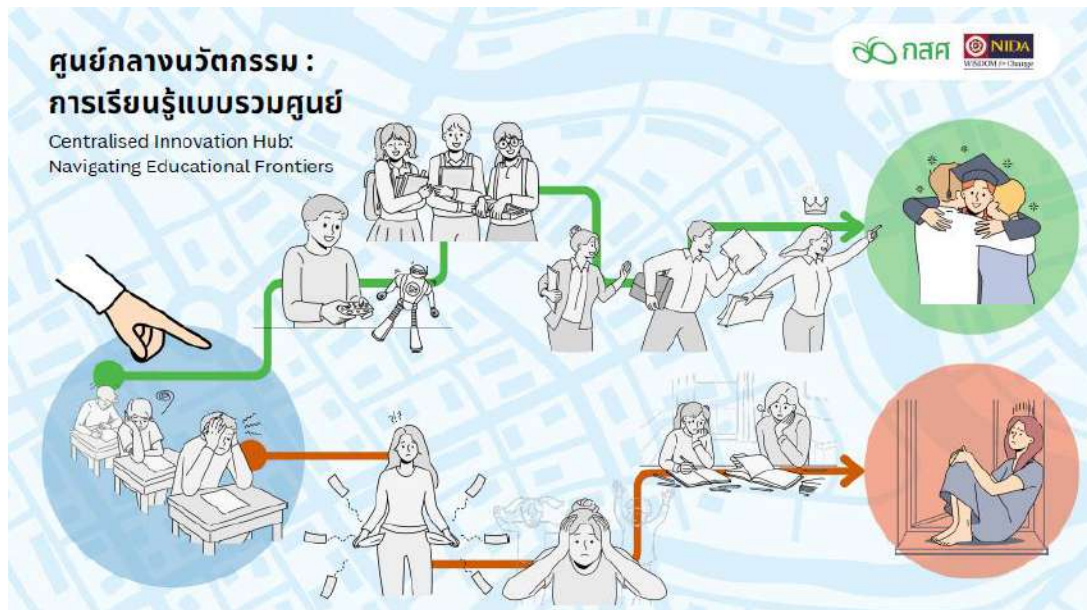 ศูนย์กลางนวัตกรรม :
การเรียนรู้แบบรวมศูนย์
Centralised Innovation Hub:
Navigating Educational Frontiers
กสศ
NIDA
WISDOM for Change
?!?